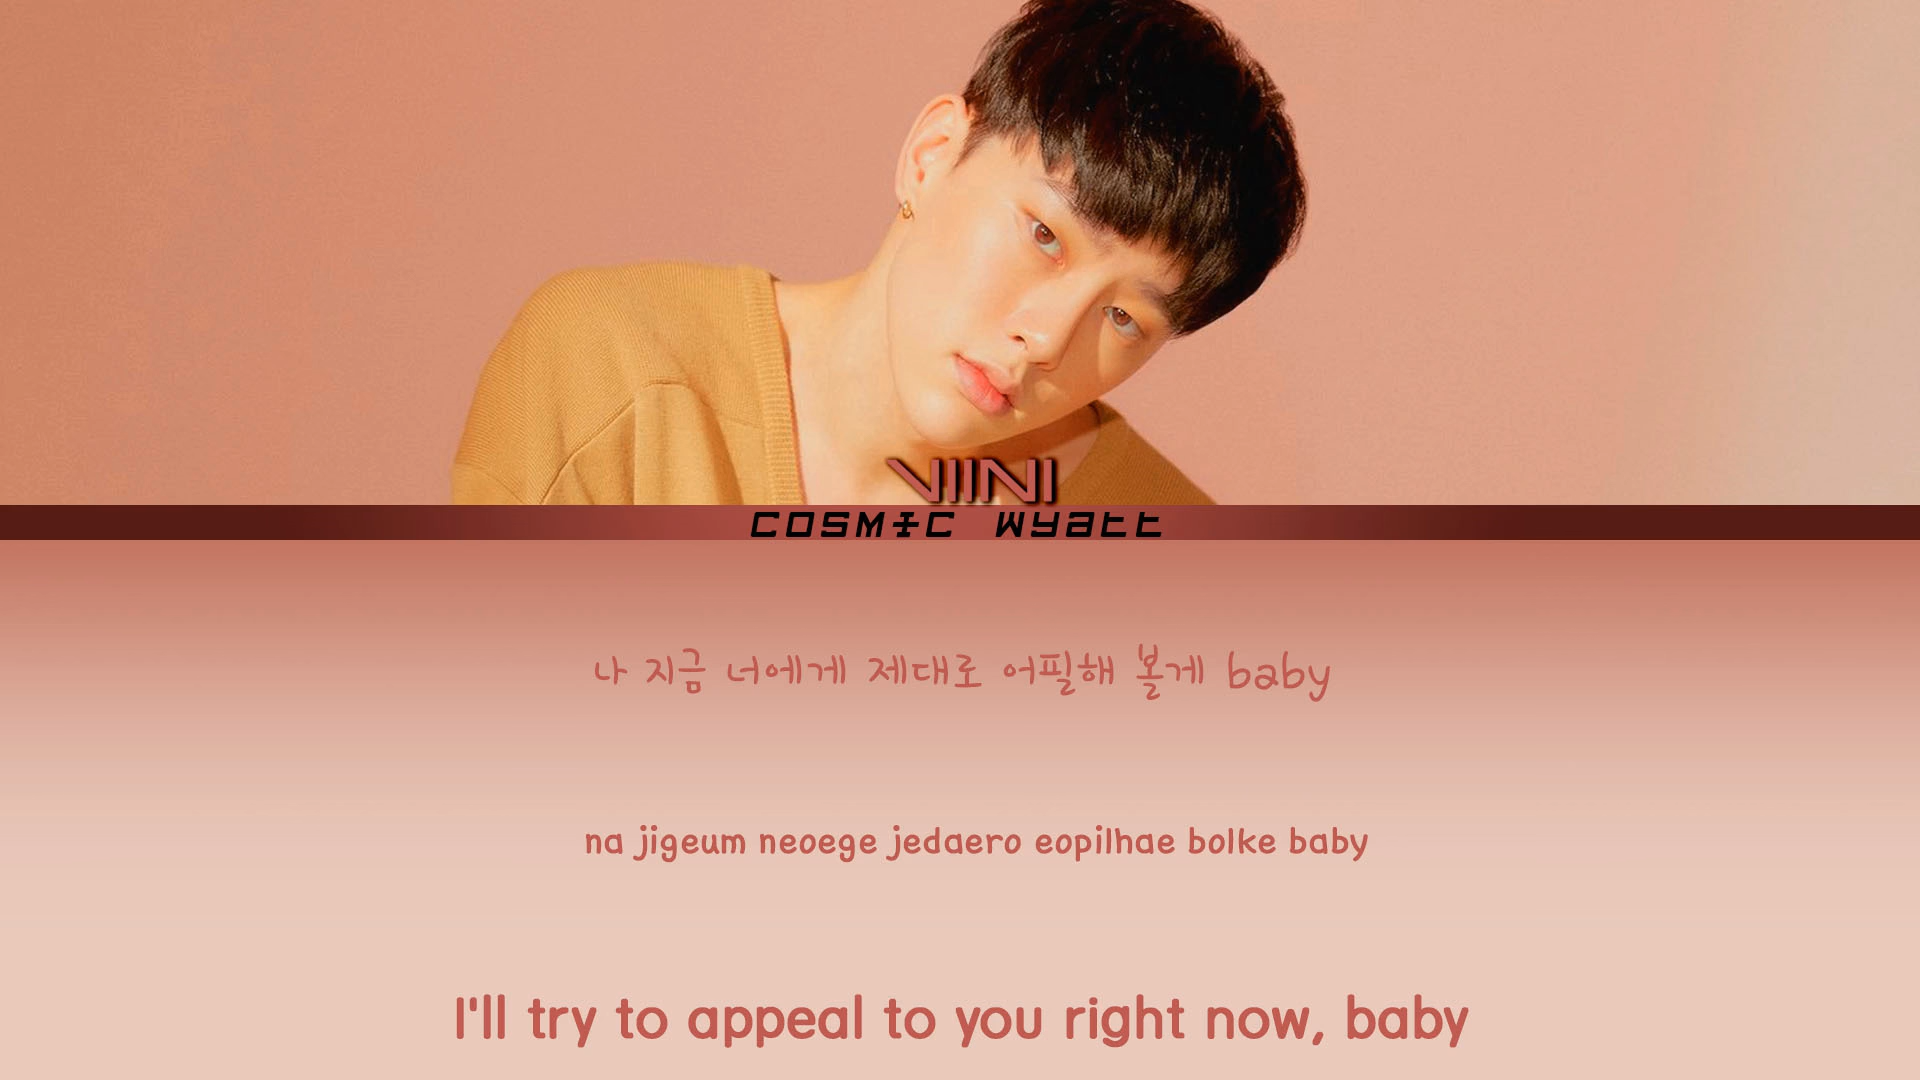 VIINI
COSMIC WYATT
나 지금 너에게 제대로 어필해 볼게 baby
na jigeum neoege jedaero eopilhae bolke baby
I'll try to appeal to you right now, baby